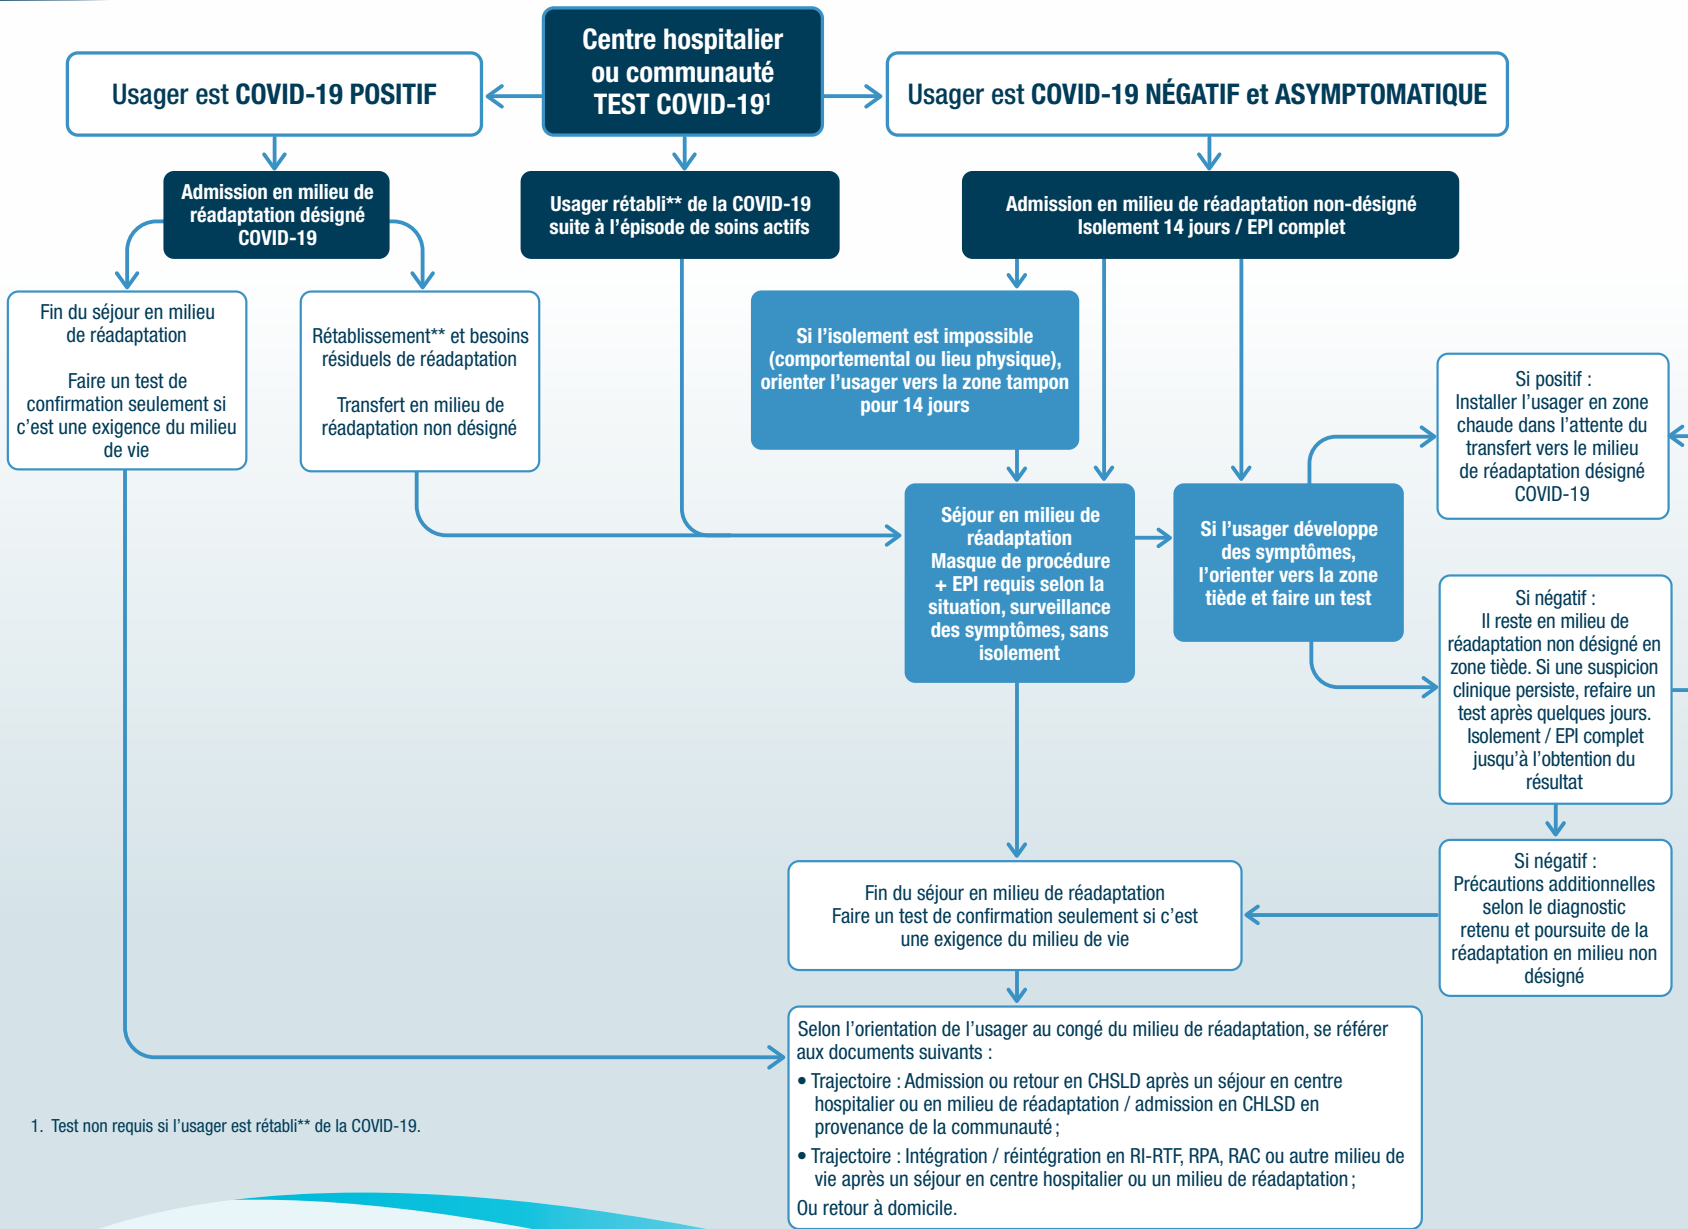 Centre hospitalier
ou communauté
TEST COVID-19¹
Usager est COVID-19 POSITIF
Usager est COVID-19 NÉGATIF et ASYMPTOMATIQUE
Admission en milieu de
réadaptation désigné
COVID-19
Usager rétabli** de la COVID-19
suite à l'épisode de soins actifs
Admission en milieu de réadaptation non-désigné
Isolement 14 jours / EPI complet
Fin du séjour en milieu
de réadaptation
Faire un test de
confirmation seulement si
c'est une exigence du milieu
de vie
Rétablissement** et besoins
résiduels de réadaptation
Transfert en milieu de
réadaptation non désigné
Si l'isolement est impossible
(comportemental ou lieu physique),
orienter l'usager vers la zone tampon
pour 14 jours
Séjour en milieu de
réadaptation
Masque de procédure
+ EPI requis selon la
situation, surveillance
des symptômes, sans
isolement
Si l'usager développe
des symptômes,
l'orienter vers la zone
tiède et faire un test
Si positif :
Installer l'usager en zone
chaude dans l'attente du
transfert vers le milieu
de réadaptation désigné
COVID-19
Si négatif :
Il reste en milieu de
réadaptation non désigné en
zone tiède. Si une suspicion
clinique persiste, refaire un
test après quelques jours.
Isolement / EPI complet
jusqu'à l'obtention du
résultat
Si négatif :
Précautions additionnelles
selon le diagnostic
retenu et poursuite de la
réadaptation en milieu non
désigné
Fin du séjour en milieu de réadaptation
Faire un test de confirmation seulement si c'est
une exigence du milieu de vie
Selon l'orientation de l'usager au congé du milieu de réadaptation, se référer
aux documents suivants :
• Trajectoire : Admission ou retour en CHSLD après un séjour en centre
hospitalier ou en milieu de réadaptation / admission en CHLSD en
provenance de la communauté ;
• Trajectoire : Intégration / réintégration en RI-RTF, RPA, RAC ou autre milieu de
vie après un séjour en centre hospitalier ou un milieu de réadaptation ;
Ou retour à domicile.
1. Test non requis si l'usager est rétabli** de la COVID-19.